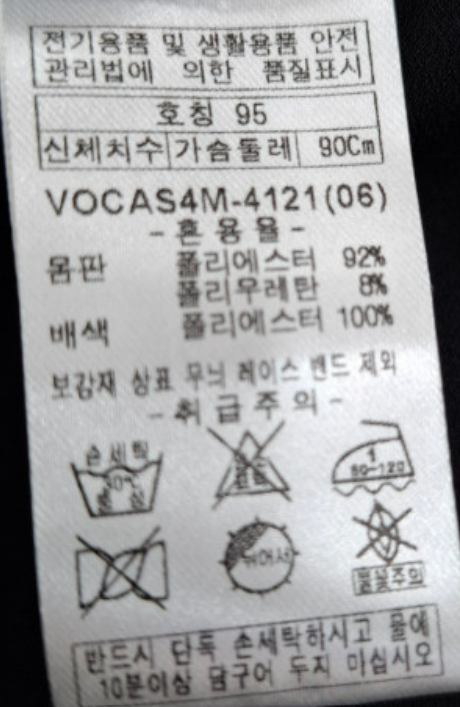 전기용품 및 생활용품 안전
관리법에 의한 품질표시
호칭 95
신체치수 가슴둘레 90Cm
VOCAS4M-4121(06)
- 혼 용 율 -
몸판 폴리에스터 92%
폴리우레탄 8%
배색 폴리에스터 100%
보강재 상표 무늬 레이스 밴드 제외
- 취 급 주 의 -
손세탁
중 성
1
80-120
뉘어서
불꽃주의
반드시 단독 손세탁하시고 물에
10분이상 담구어 두지 마십시오